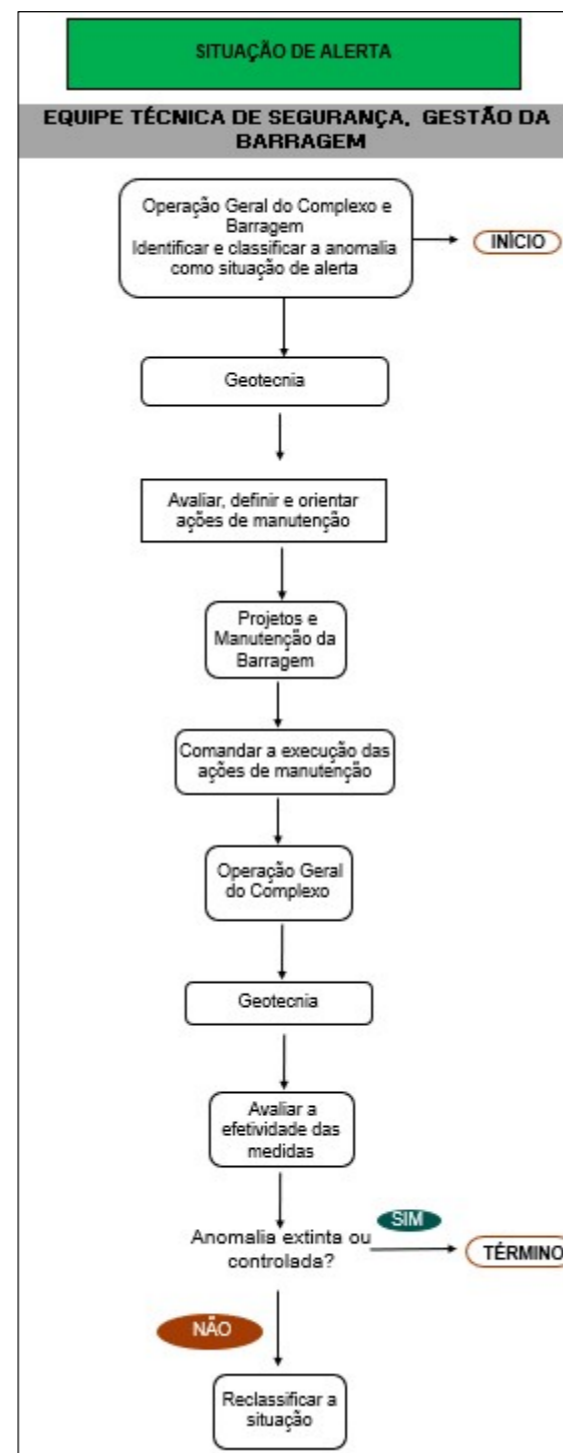 SITUAÇÃO DE ALERTA
EQUIPE TÉCNICA DE SEGURANÇA, GESTÃO DA
BARRAGEM
Operação Geral do Complexo e
Barragem
Identificar e classificar a anomalia
como situação de alerta
INÍCIO
Geotecnia
Avaliar, definir e orientar
ações de manutenção
Projetos e
Manutenção da
Barragem
Comandar a execução das
ações de manutenção
Operação Geral
do Complexo
Geotecnia
Avaliar a
efetividade das
medidas
Anomalia extinta ou
controlada?
SIM
TÉRMINO
NÃO
Reclassificar a
situação